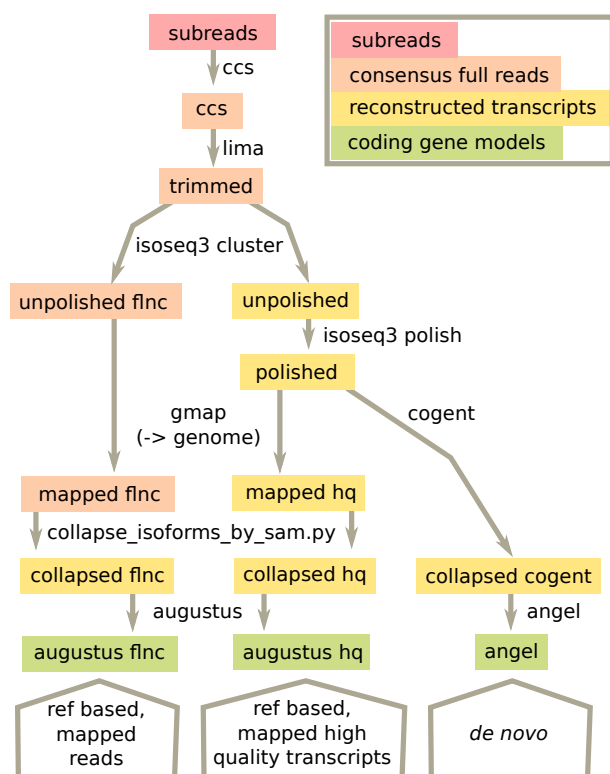 subreads
ccs
ccs
lima
trimmed
isoseq3 cluster
unpolished flnc
unpolished
isoseq3 polish
polished
gmap
(-> genome)
cogent
mapped flnc
mapped hq
collapse_isoforms_by_sam.py
collapsed flnc
collapsed hq
collapsed cogent
augustus
angel
augustus flnc
augustus hq
angel
ref based,
mapped
reads
ref based,
mapped high
quality transcripts
de novo
subreads
consensus full reads
reconstructed transcripts
coding gene models